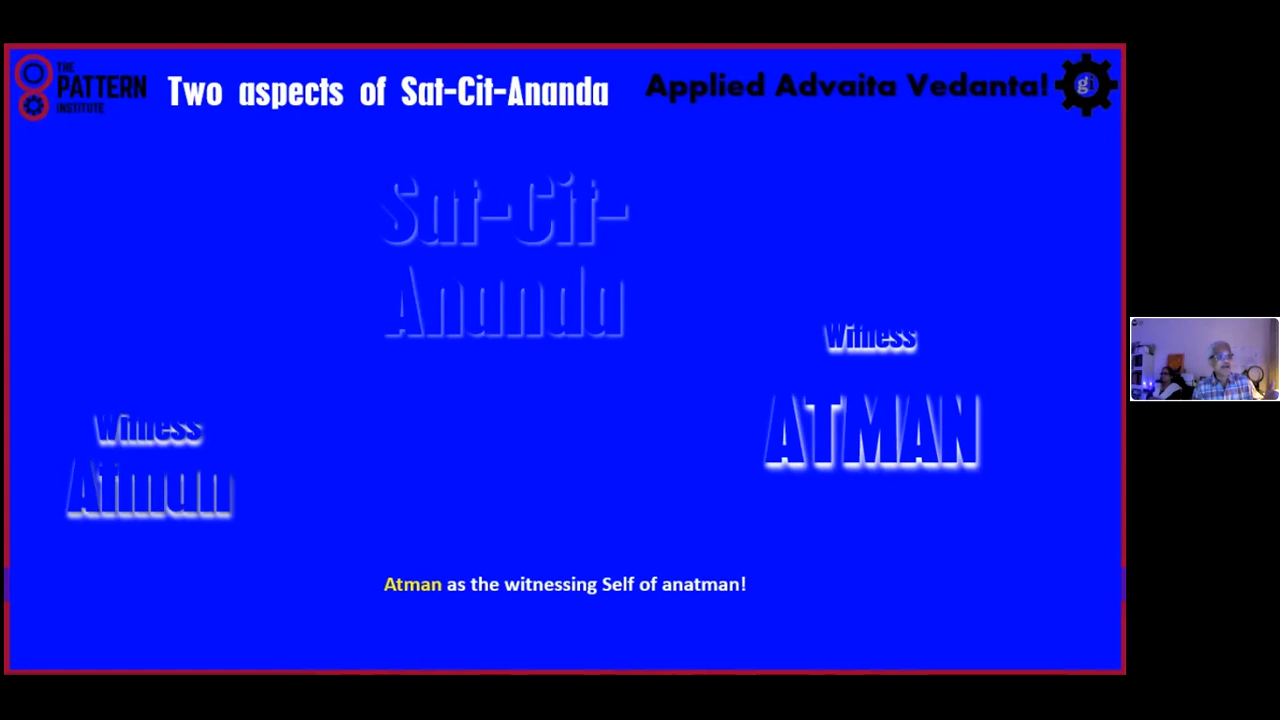 THE
PATTERN
INSTITUTE
Two aspects of Sat-Cit-Ananda
Applied Advaita Vedanta!
gi
Sat-Cit-
Ananda
Witness
ATMAN
Witness
Atman
Atman as the witnessing Self of anatman!